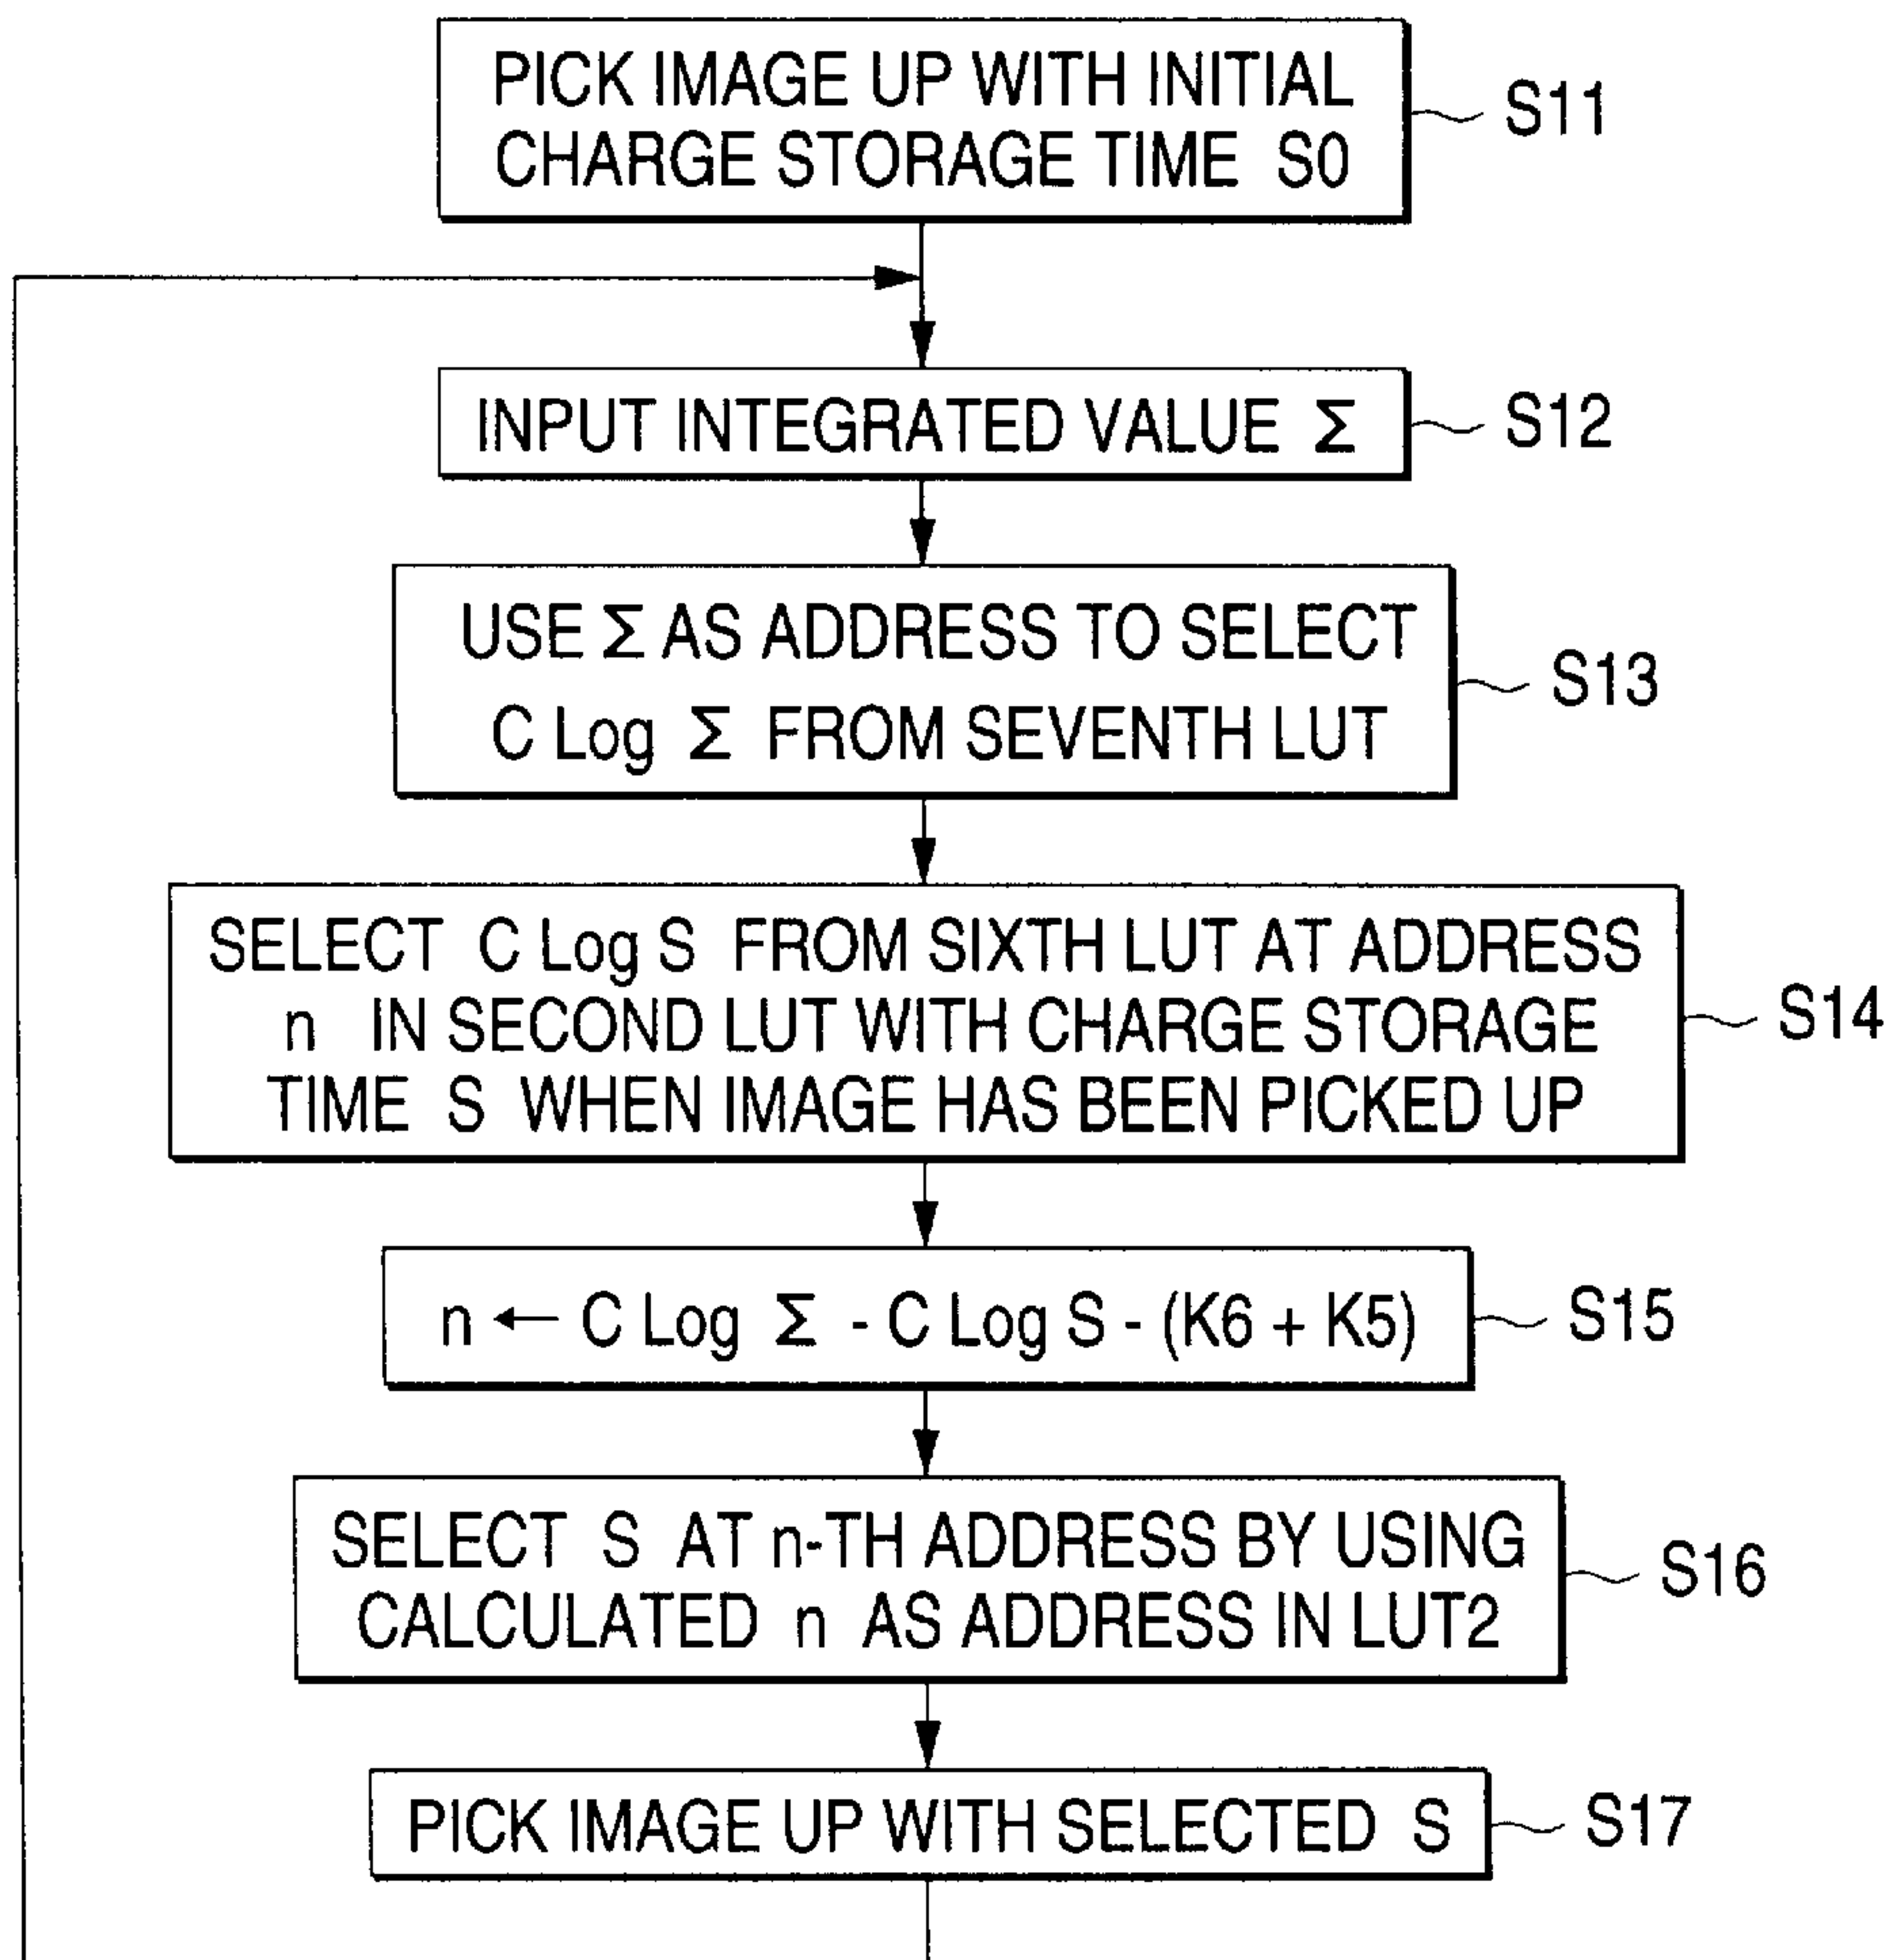 PICK IMAGE UP WITH INITIAL
CHARGE STORAGE TIME S0
S11
INPUT INTEGRATED VALUE Σ
S12
USE Σ AS ADDRESS TO SELECT
C Log Σ FROM SEVENTH LUT
S13
SELECT C Log S FROM SIXTH LUT AT ADDRESS
n IN SECOND LUT WITH CHARGE STORAGE
TIME S WHEN IMAGE HAS BEEN PICKED UP
S14
n ← C Log Σ - C Log S - (K6 + K5)
S15
SELECT S AT n-TH ADDRESS BY USING
CALCULATED n AS ADDRESS IN LUT2
S16
PICK IMAGE UP WITH SELECTED S
S17